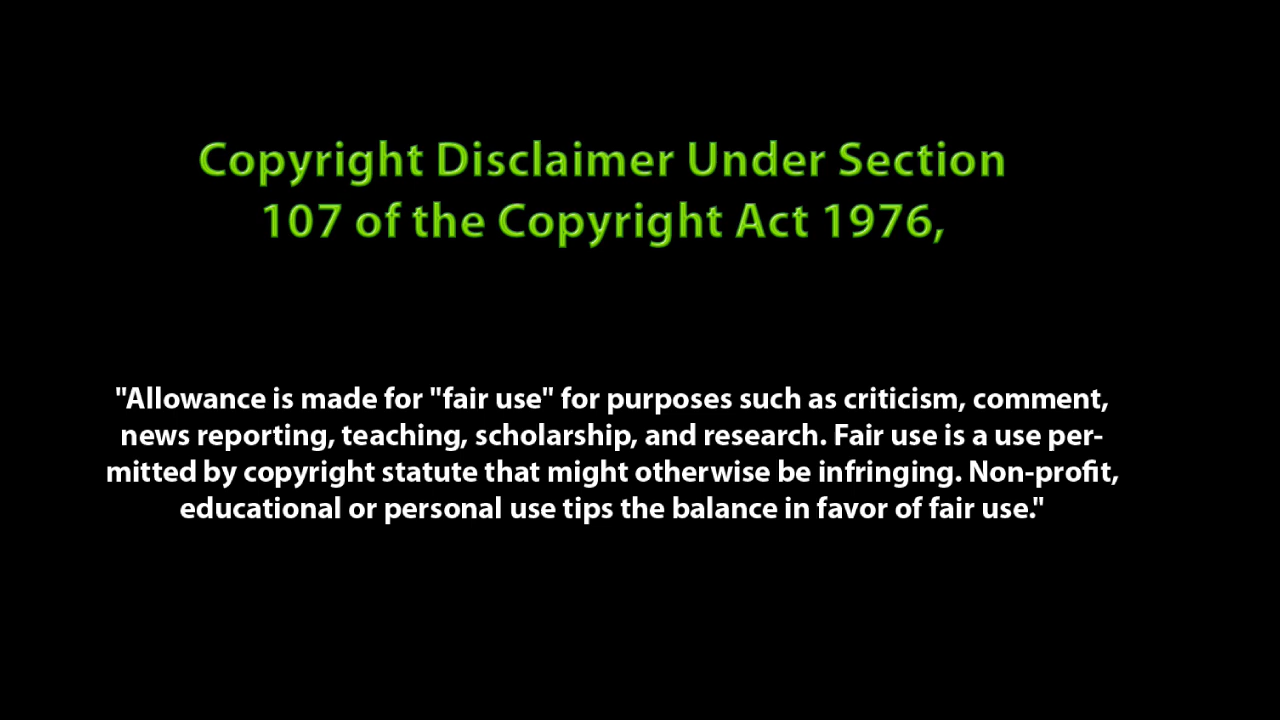 Copyright Disclaimer Under Section
107 of the Copyright Act 1976,
"Allowance is made for "fair use" for purposes such as criticism, comment,
news reporting, teaching, scholarship, and research. Fair use is a use per-
mitted by copyright statute that might otherwise be infringing. Non-profit,
educational or personal use tips the balance in favor of fair use."